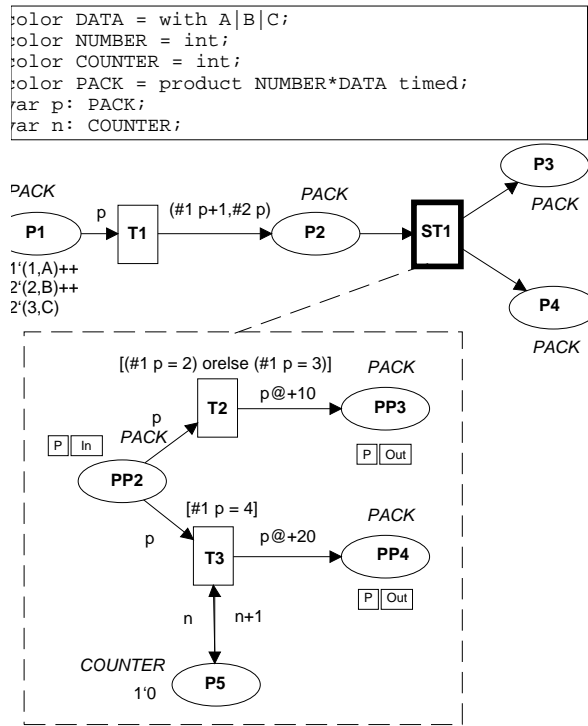 color DATA = with A|B|C;
color NUMBER = int;
color COUNTER = int;
color PACK = product NUMBER*DATA timed;
var p: PACK;
var n: COUNTER;
P3
PACK
PACK
PACK
p
(#1 p+1,#2 p)
P1
T1
P2
ST1
1‘(1,A)++
2‘(2,B)++
2‘(3,C)
P4
PACK
[(#1 p = 2) orelse (#1 p = 3)]
PACK
p@+10
T2
PP3
p
PACK
P In
P Out
PP2
[#1 p = 4]
PACK
p
p@+20
T3
PP4
P Out
n
n+1
COUNTER
P5
1‘0